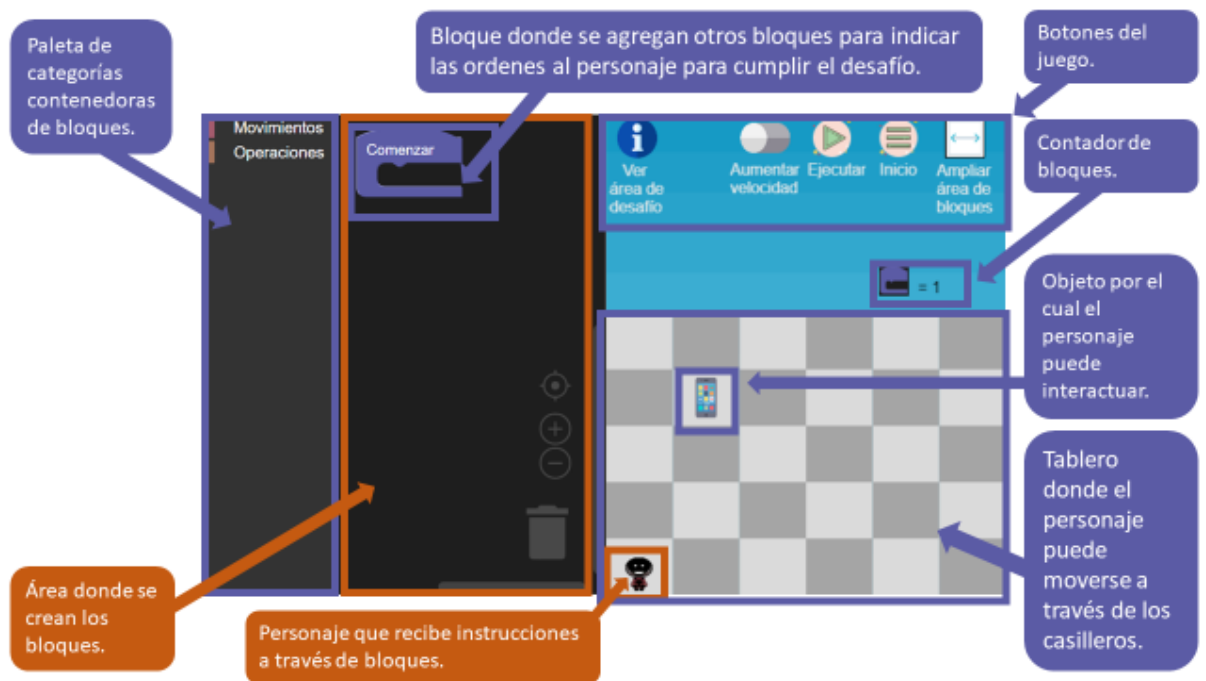 Paleta de
categorías
contenedoras
de bloques.
Bloque donde se agregan otros bloques para indicar
las ordenes al personaje para cumplir el desafío.
Botones del
juego.
Movimientos
Operaciones
Comenzar
Ver
área de
desafío
Aumentar
velocidad
Ejecutar
Inicio
Ampliar
área de
bloques
Contador de
bloques.
= 1
Objeto por el
cual el
personaje
puede
interactuar.
Tablero
donde el
personaje
puede
moverse a
través de los
casilleros.
Área donde se
crean los
bloques.
Personaje que recibe instrucciones
a través de bloques.